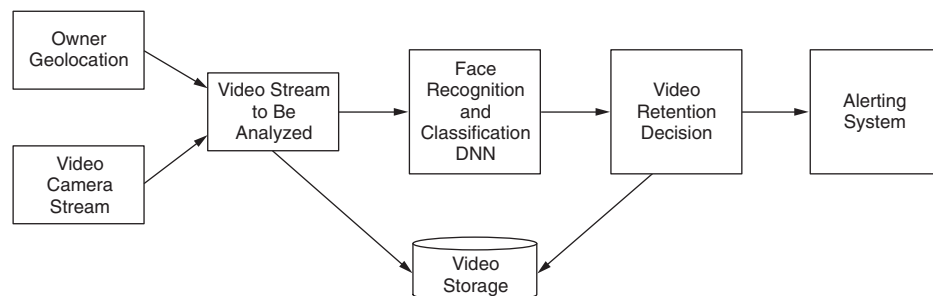 Owner
Geolocation
Video
Camera
Stream
Video Stream
to Be
Analyzed
Face
Recognition
and
Classification
DNN
Video
Retention
Decision
Alerting
System
Video
Storage